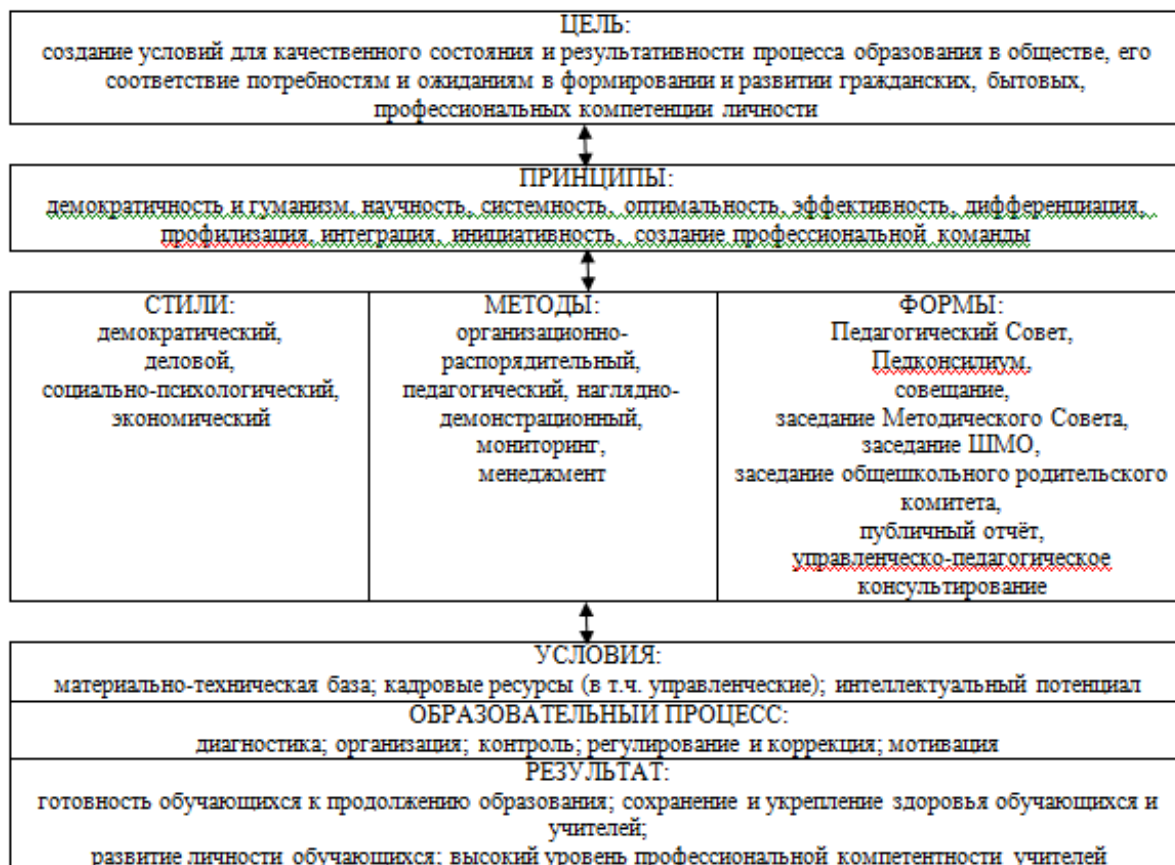 ЦЕЛЬ:
создание условий для качественного состояния и результативности процесса образования в обществе, его
соответствие потребностям и ожиданиям в формировании и развитии гражданских, бытовых,
профессиональных компетенции личности
ПРИНЦИПЫ:
демократичность и гуманизм, научность, системность, оптимальность, эффективность, дифференциация,
профилизация, интеграция, инициативность, создание профессиональной команды
СТИЛИ:
демократический,
деловой,
социально-психологический,
экономический
МЕТОДЫ:
организационно-
распорядительный,
педагогический, наглядно-
демонстрационный,
мониторинг,
менеджмент
ФОРМЫ:
Педагогический Совет,
Педконсилиум,
совещание,
заседание Методического Совета,
заседание ШМО,
заседание общешкольного родительского
комитета,
публичный отчёт,
управленческо-педагогическое
консультирование
УСЛОВИЯ:
материально-техническая база; кадровые ресурсы (в т.ч. управленческие); интеллектуальный потенциал
ОБРАЗОВАТЕЛЬНЫЙ ПРОЦЕСС:
диагностика; организация; контроль; регулирование и коррекция; мотивация
РЕЗУЛЬТАТ:
готовность обучающихся к продолжению образования; сохранение и укрепление здоровья обучающихся и
учителей;
развитие личности обучающихся; высокий уровень профессиональной компетентности учителей